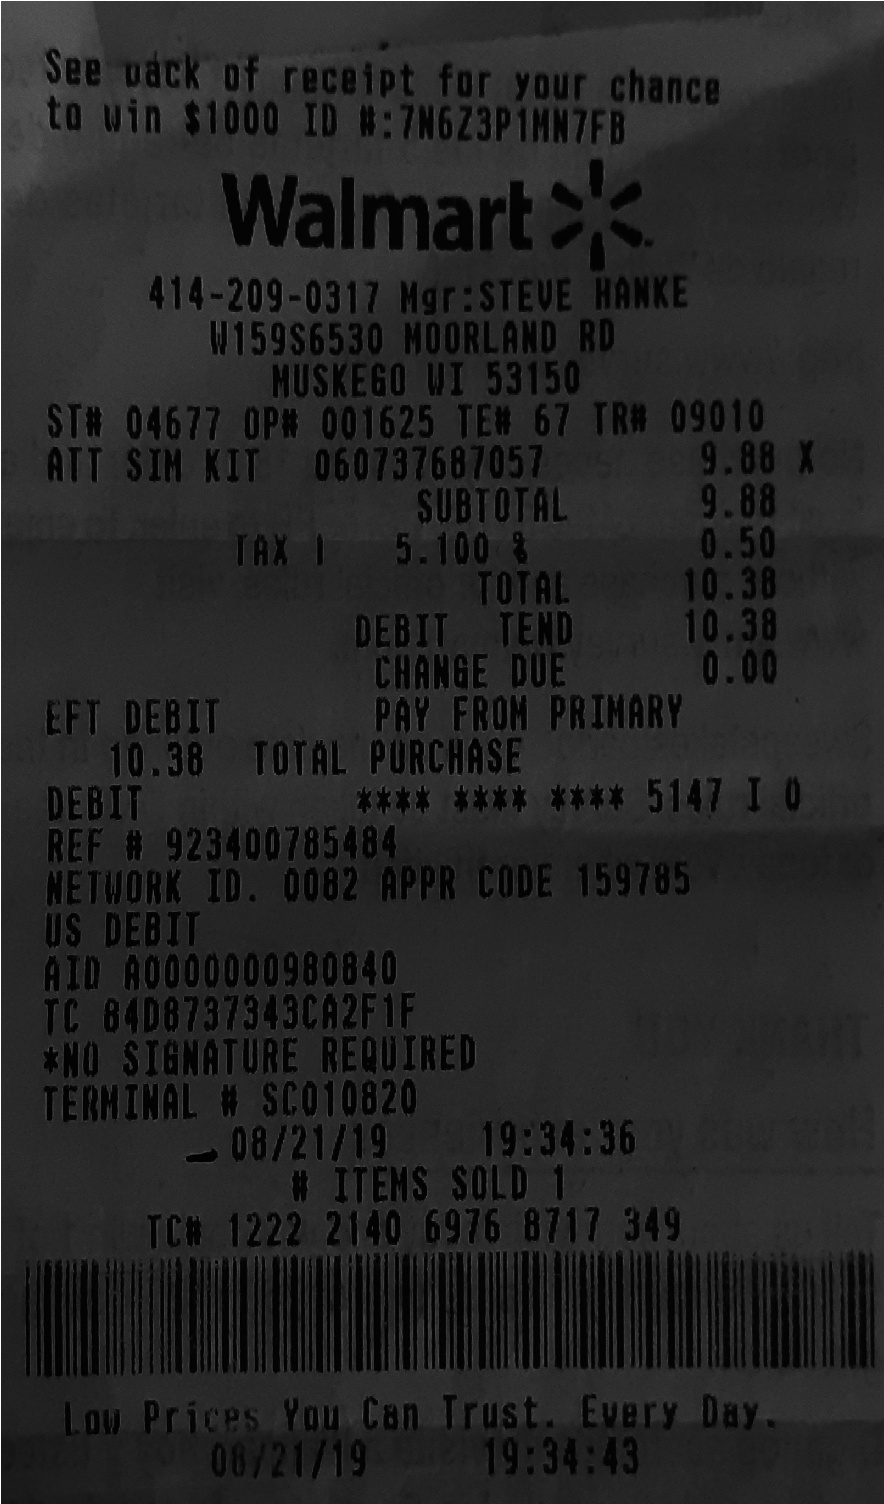 See back of receipt for your chance
to win $1000 ID #:7N6Z3P1MN7FB
Walmart
414-209-0317 Mgr:STEVE HANKE
W159S6530 MOORLAND RD
MUSKEGO WI 53150
ST# 04677 OP# 001625 TE# 67 TR# 09010
ATT SIM KIT 060737687057 9.88 X
SUBTOTAL 9.88
TAX 1 5.100 % 0.50
TOTAL 10.38
DEBIT TEND 10.38
CHANGE DUE 0.00
EFT DEBIT PAY FROM PRIMARY
10.38 TOTAL PURCHASE
DEBIT **** **** **** 5147 I 0
REF # 923400785484
NETWORK ID. 0082 APPR CODE 159785
US DEBIT
AID A0000000980840
TC 84D8737343CA2F1F
*NO SIGNATURE REQUIRED
TERMINAL # SC010820
08/21/19 19:34:36
# ITEMS SOLD 1
TC# 1222 2140 6976 8717 349
Low Prices You Can Trust. Every Day.
08/21/19 19:34:43